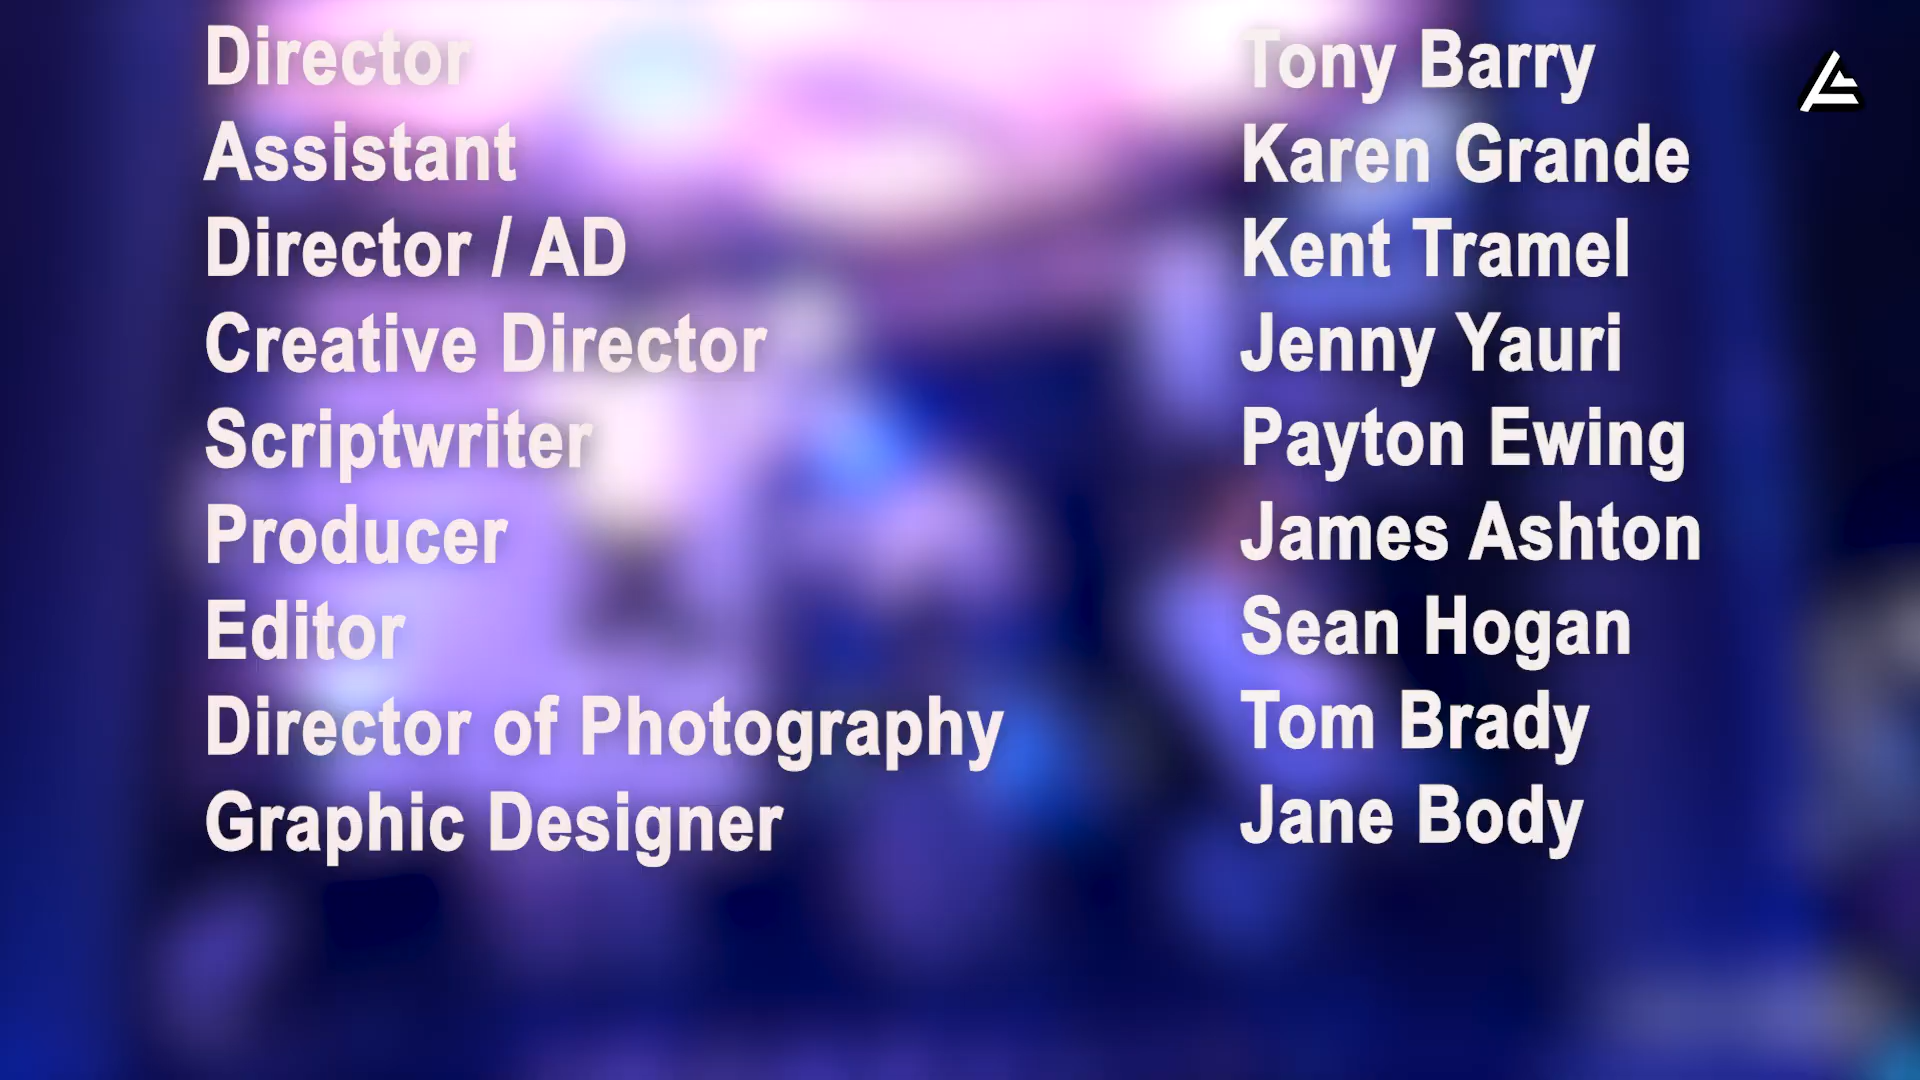 Director Tony Barry
Assistant Karen Grande
Director / AD Kent Tramel
Creative Director Jenny Yauri
Scriptwriter Payton Ewing
Producer James Ashton
Editor Sean Hogan
Director of Photography Tom Brady
Graphic Designer Jane Body